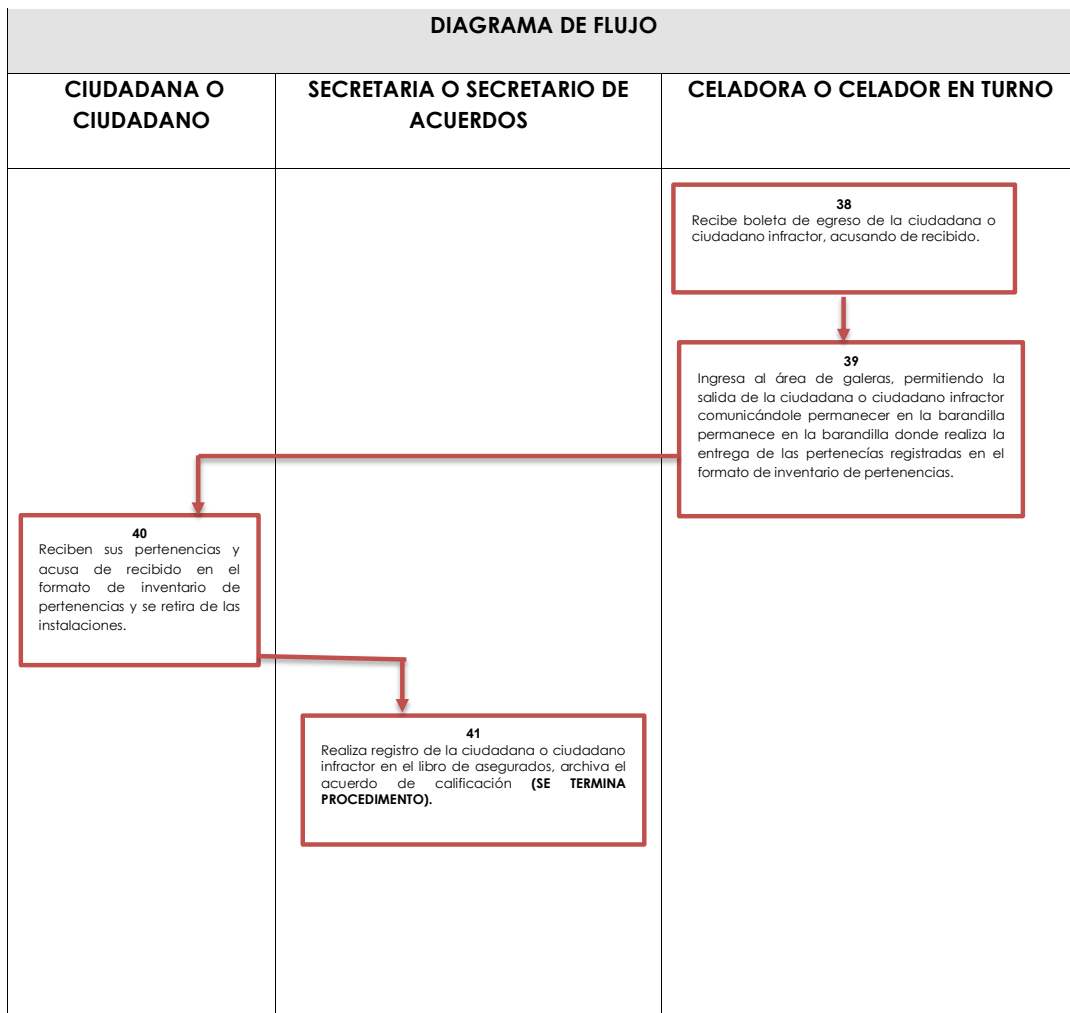 DIAGRAMA DE FLUJO
CIUDADANA O
CIUDADANO
SECRETARIA O SECRETARIO DE
ACUERDOS
CELADORA O CELADOR EN TURNO
38
Recibe boleta de egreso de la ciudadana o
ciudadano infractor, acusando de recibido.
39
Ingresa al área de galeras, permitiendo la
salida de la ciudadana o ciudadano infractor
comunicándole permanecer en la barandilla
permanece en la barandilla donde realiza la
entrega de las pertenecías registradas en el
formato de inventario de pertenencias.
40
Reciben sus pertenencias y
acusa de recibido en el
formato de inventario de
pertenencias y se retira de las
instalaciones.
41
Realiza registro de la ciudadana o ciudadano
infractor en el libro de asegurados, archiva el
acuerdo de calificación (SE TERMINA
PROCEDIMENTO).